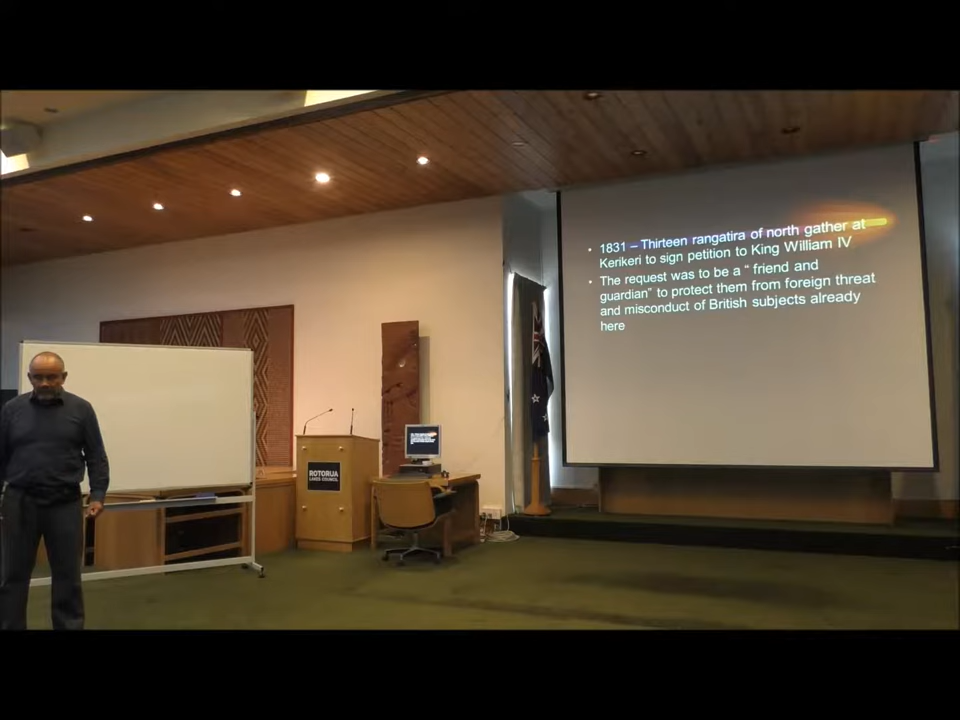 • 1831 – Thirteen rangatira of north gather at
Kerikeri to sign petition to King William IV
• The request was to be a “ friend and
guardian” to protect them from foreign threat
and misconduct of British subjects already
here
ROTORUA
LAKES COUNCIL